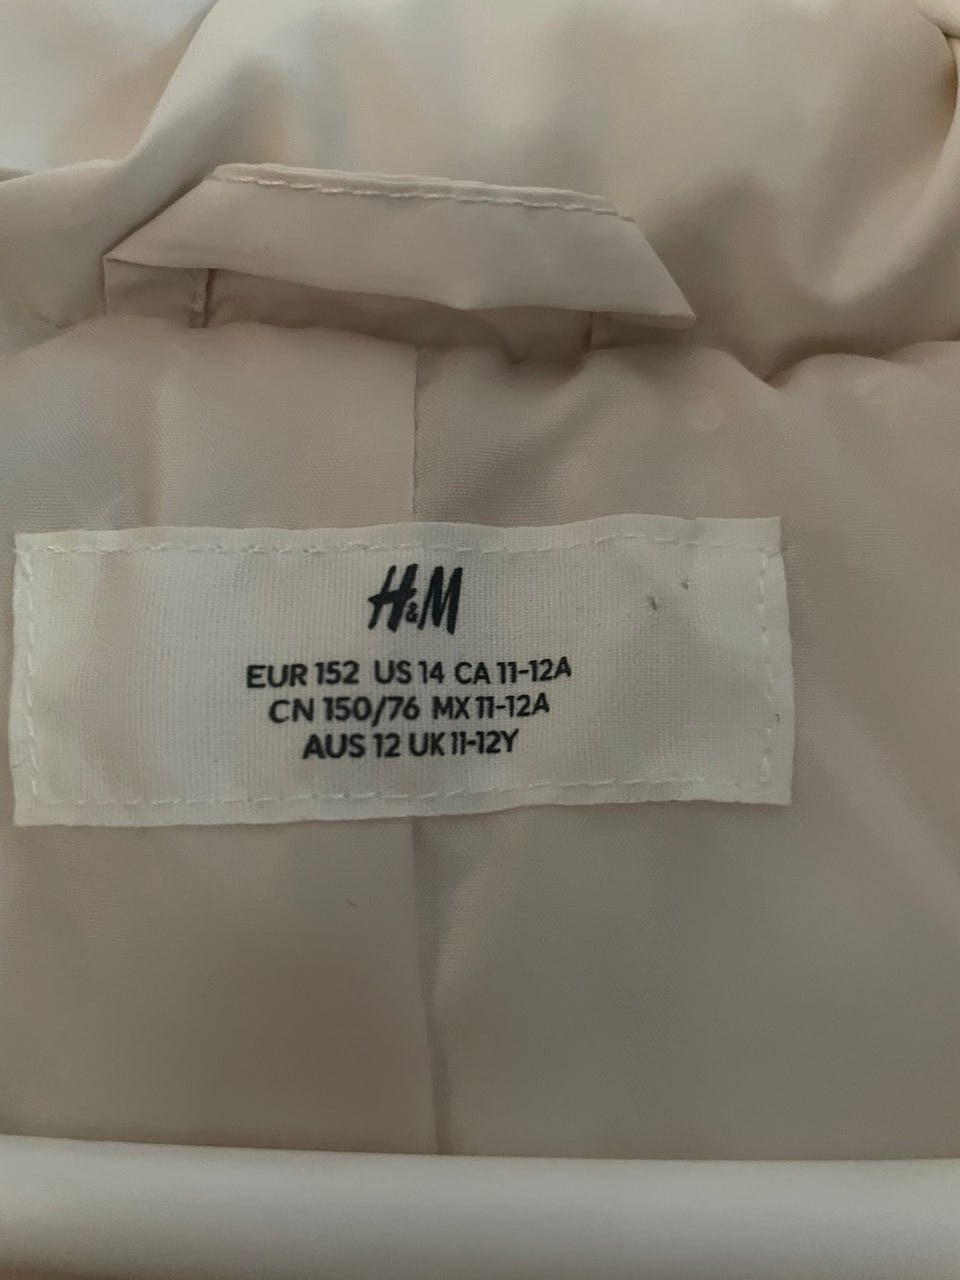 H&M
EUR 152 US 14 CA 11-12A
CN 150/76 MX 11-12A
AUS 12 UK 11-12Y